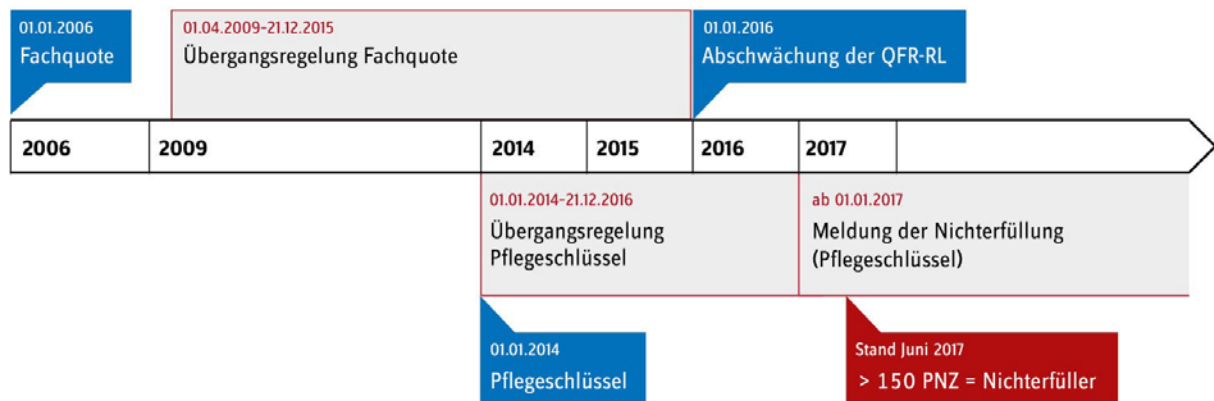 01.01.2006
Fachquote
01.04.2009–21.12.2015
Übergangsregelung Fachquote
01.01.2016
Abschwächung der QFR-RL
2006
2009
2014
2015
2016
2017
01.01.2014–21.12.2016
Übergangsregelung
Pflegeschlüssel
ab 01.01.2017
Meldung der Nichterfüllung
(Pflegeschlüssel)
01.01.2014
Pflegeschlüssel
Stand Juni 2017
> 150 PNZ = Nichterfüller